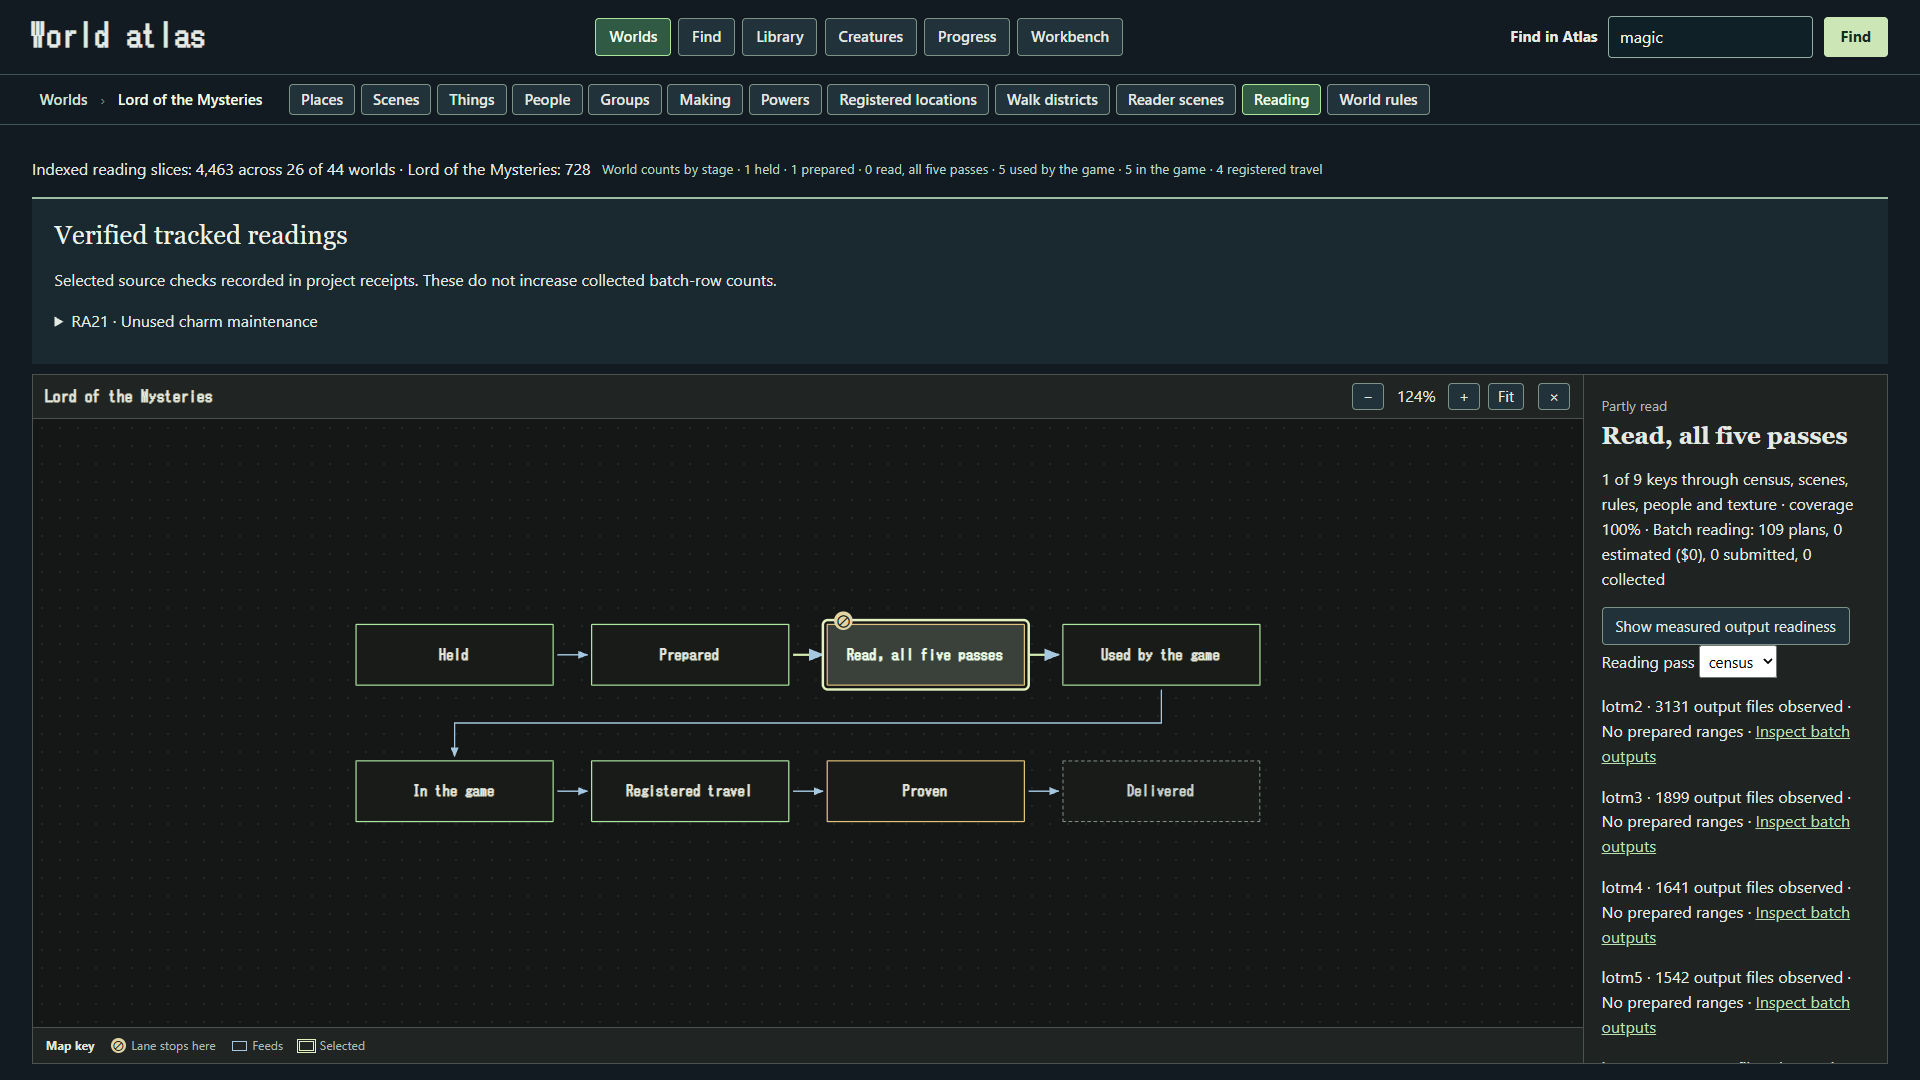 World atlas
Worlds
Find
Library
Creatures
Progress
Workbench
Find in Atlas
magic
Find
Worlds › Lord of the Mysteries
Places
Scenes
Things
People
Groups
Making
Powers
Registered locations
Walk districts
Reader scenes
Reading
World rules
Indexed reading slices: 4,463 across 26 of 44 worlds · Lord of the Mysteries: 728
World counts by stage · 1 held · 1 prepared · 0 read, all five passes · 5 used by the game · 5 in the game · 4 registered travel
Verified tracked readings
Selected source checks recorded in project receipts. These do not increase collected batch-row counts.
▶ RA21 · Unused charm maintenance
Lord of the Mysteries
−
124%
+
Fit
×
Held
Prepared
Read, all five passes
Used by the game
In the game
Registered travel
Proven
Delivered
Map key
Lane stops here
Feeds
Selected
Partly read
Read, all five passes
1 of 9 keys through census, scenes,
rules, people and texture · coverage
100% · Batch reading: 109 plans, 0
estimated ($0), 0 submitted, 0
collected
Show measured output readiness
Reading pass census
lotm2 · 3131 output files observed ·
No prepared ranges · Inspect batch
outputs
lotm3 · 1899 output files observed ·
No prepared ranges · Inspect batch
outputs
lotm4 · 1641 output files observed ·
No prepared ranges · Inspect batch
outputs
lotm5 · 1542 output files observed ·
No prepared ranges · Inspect batch
outputs